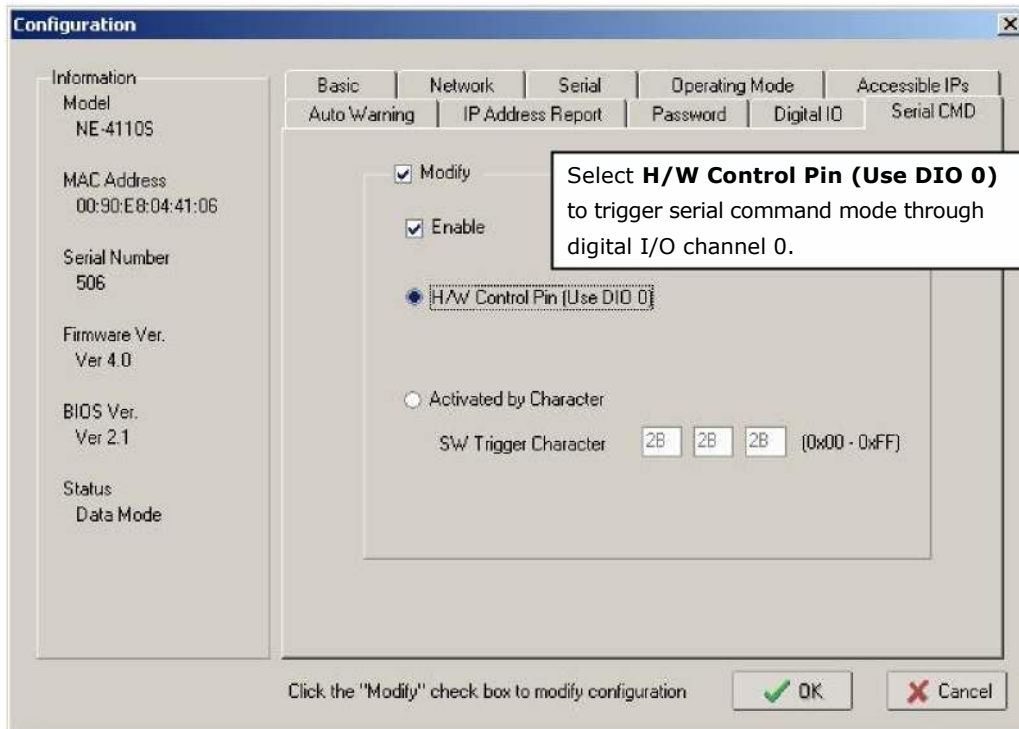 Configuration
Information
Model
NE-4110S
MAC Address
00:90:E8:04:41:06
Serial Number
506
Firmware Ver.
Ver 4.0
BIOS Ver.
Ver 2.1
Status
Data Mode
Basic Network Serial Operating Mode Accessible IPs
Auto Warning IP Address Report Password Digital IO Serial CMD
Modify
Select H/W Control Pin (Use DIO 0)
to trigger serial command mode through
digital I/O channel 0.
Enable
H/W Control Pin (Use DIO 0)
Activated by Character
SW Trigger Character 2B 2B 2B (0x00 - 0xFF)
Click the "Modify" check box to modify configuration
OK
Cancel